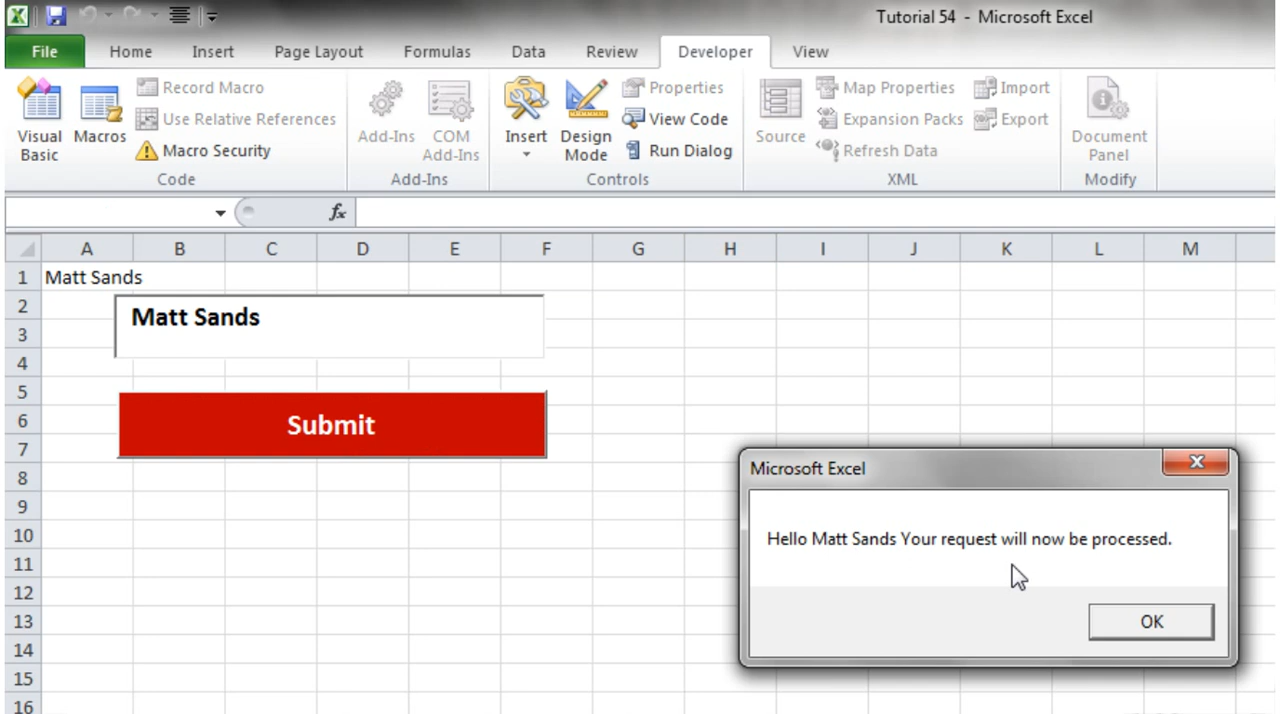 Tutorial 54 - Microsoft Excel
File Home Insert Page Layout Formulas Data Review Developer View
Visual Basic
Macros
Record Macro
Use Relative References
Macro Security
Code
Add-Ins
COM Add-Ins
Add-Ins
Insert
Design Mode
Properties
View Code
Run Dialog
Controls
Source
Map Properties
Expansion Packs
Refresh Data
Import
Export
XML
Document Panel
Modify
fx
A B C D E F G H I J K L M
1 Matt Sands
2
Matt Sands
3
4
5
6
Submit
7
8
9
10
11
12
13
14
15
16
Microsoft Excel
Hello Matt Sands Your request will now be processed.
OK